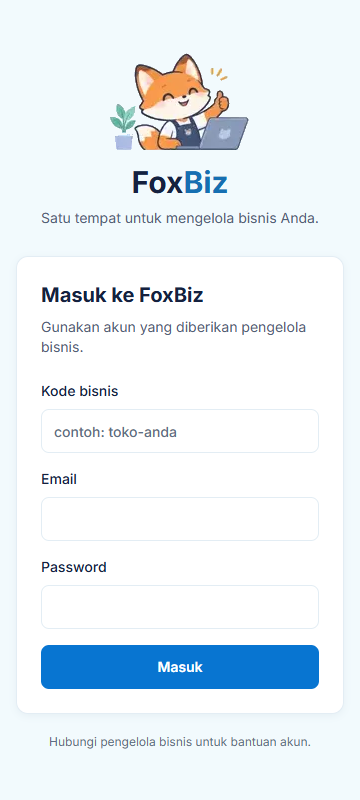 FoxBiz
Satu tempat untuk mengelola bisnis Anda.
Masuk ke FoxBiz
Gunakan akun yang diberikan pengelola
bisnis.
Kode bisnis
contoh: toko-anda
Email
Password
Masuk
Hubungi pengelola bisnis untuk bantuan akun.